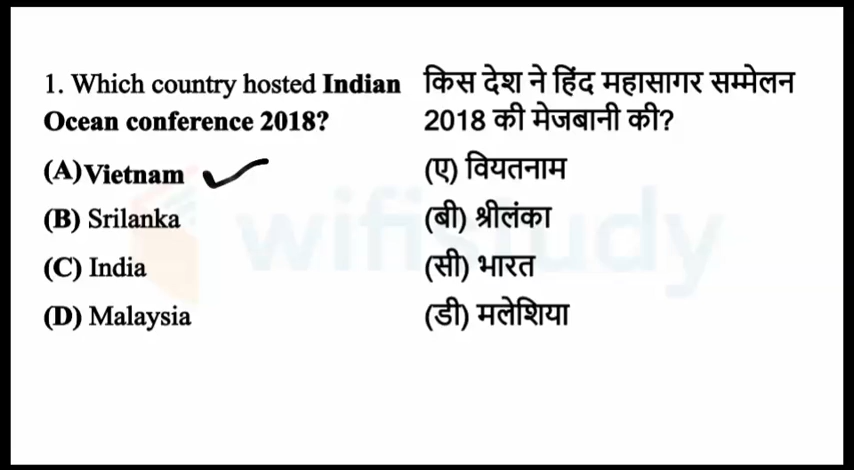 1. Which country hosted Indian
Ocean conference 2018?
(A) Vietnam
(B) Srilanka
(C) India
(D) Malaysia
किस देश ने हिंद महासागर सम्मेलन
2018 की मेजबानी की?
(ए) वियतनाम
(बी) श्रीलंका
(सी) भारत
(डी) मलेशिया
wifistudy